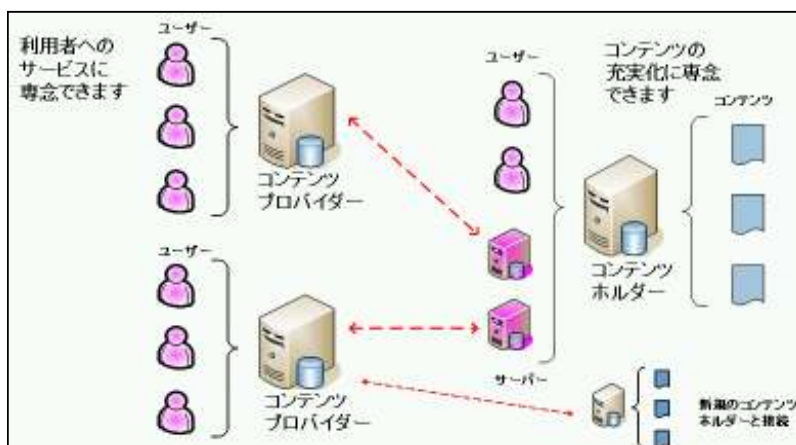 利用者への
サービスに
専念できます
ユーザー
コンテンツ
プロバイダー
ユーザー
コンテンツ
プロバイダー
ユーザー
サーバー
コンテンツの
充実化に専念
できます
コンテンツ
コンテンツ
ホルダー
新規のコンテンツ
ホルダーと接続